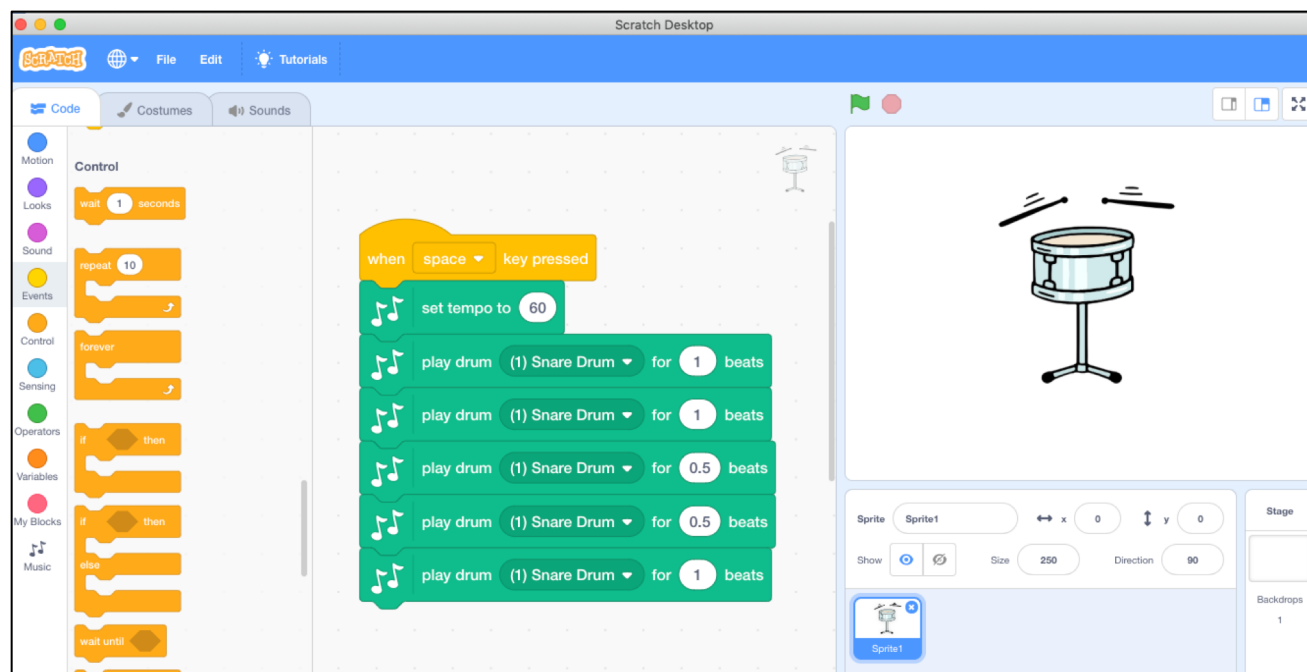 Scratch Desktop
SCRATCH File Edit Tutorials
Code Costumes Sounds
Motion
Looks
Sound
Events
Control
Sensing
Operators
Variables
My Blocks
Music
Control
wait 1 seconds
repeat 10
forever
if then
if then
else
wait until
when space key pressed
set tempo to 60
play drum (1) Snare Drum for 1 beats
play drum (1) Snare Drum for 1 beats
play drum (1) Snare Drum for 0.5 beats
play drum (1) Snare Drum for 0.5 beats
play drum (1) Snare Drum for 1 beats
Sprite Sprite1 x 0 y 0
Show Size 250 Direction 90
Sprite1
Stage
Backdrops
1